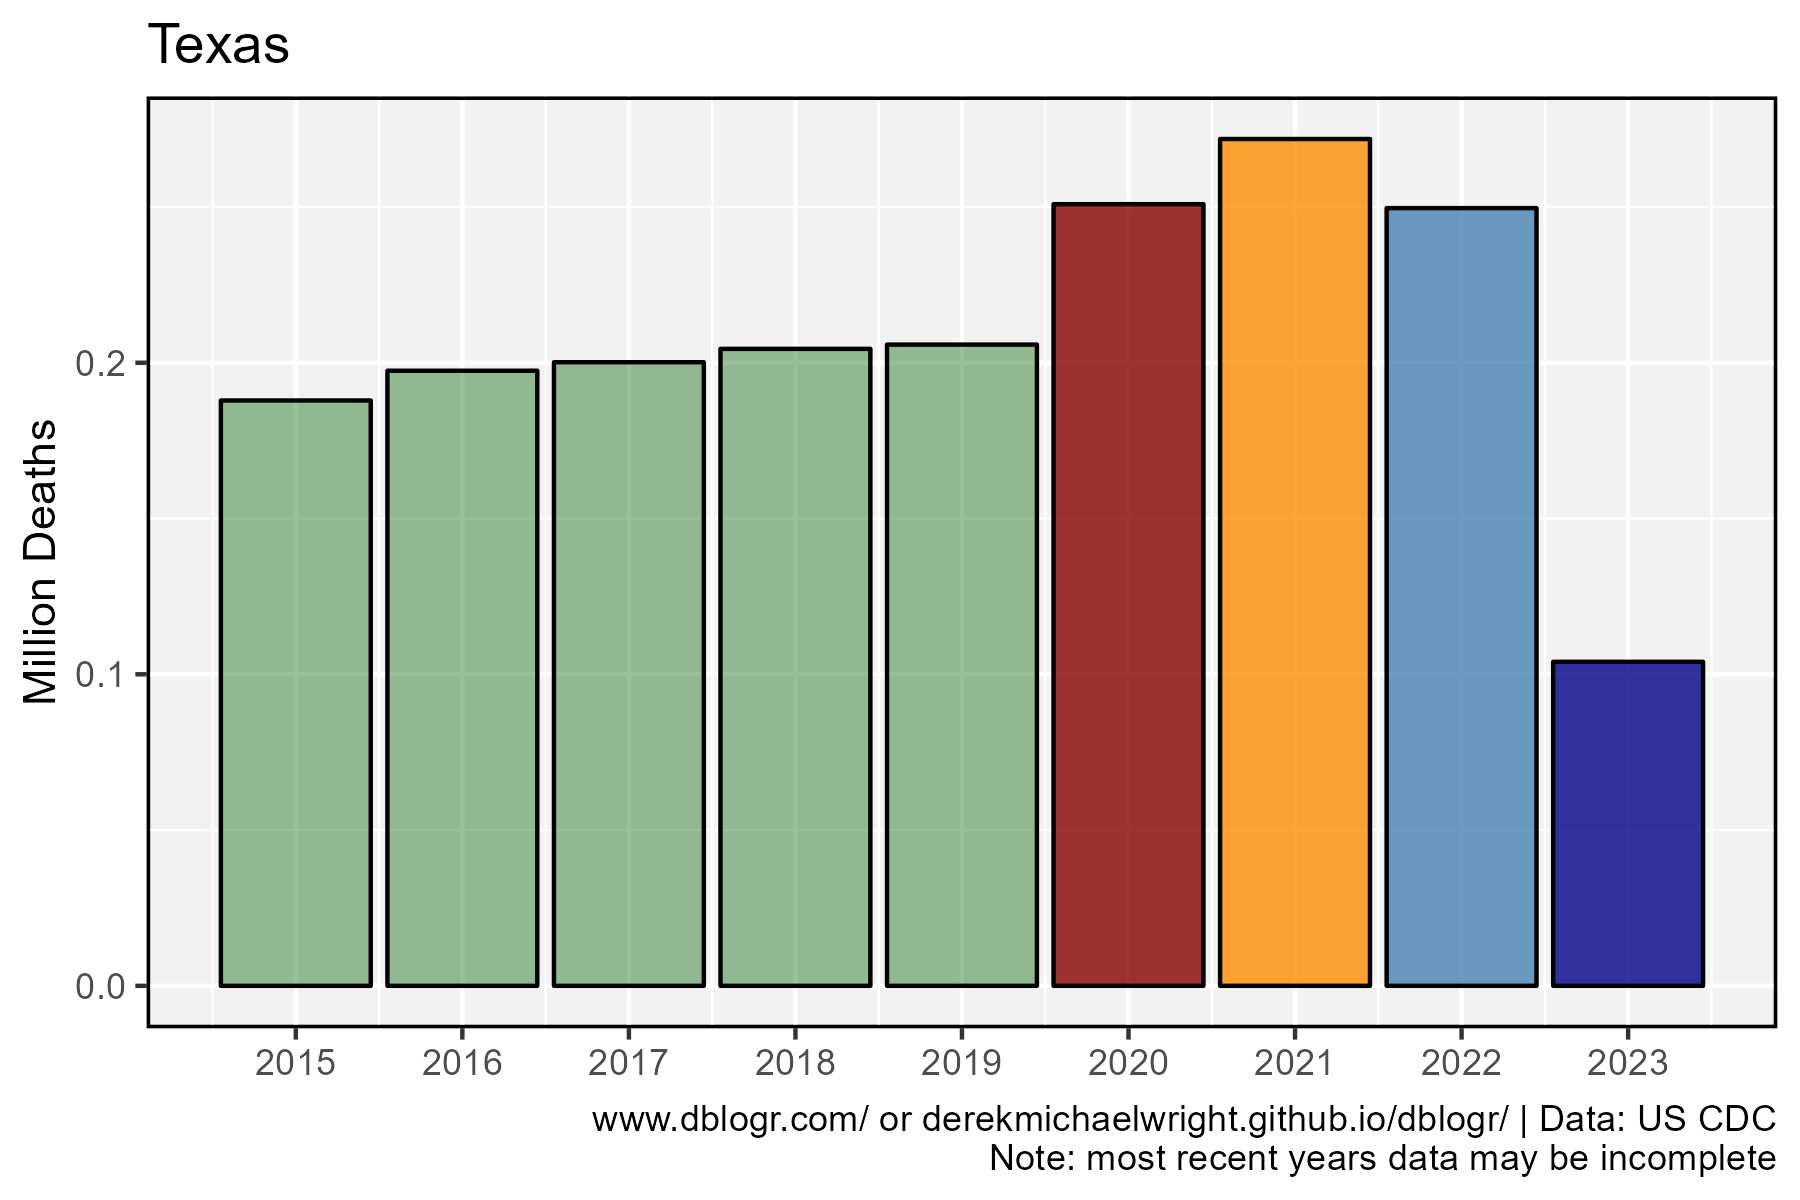 Texas
Million Deaths
0.2
0.1
0.0
2015 2016 2017 2018 2019 2020 2021 2022 2023
www.dblogr.com/ or derekmichaelwright.github.io/dblogr/ | Data: US CDC
Note: most recent years data may be incomplete